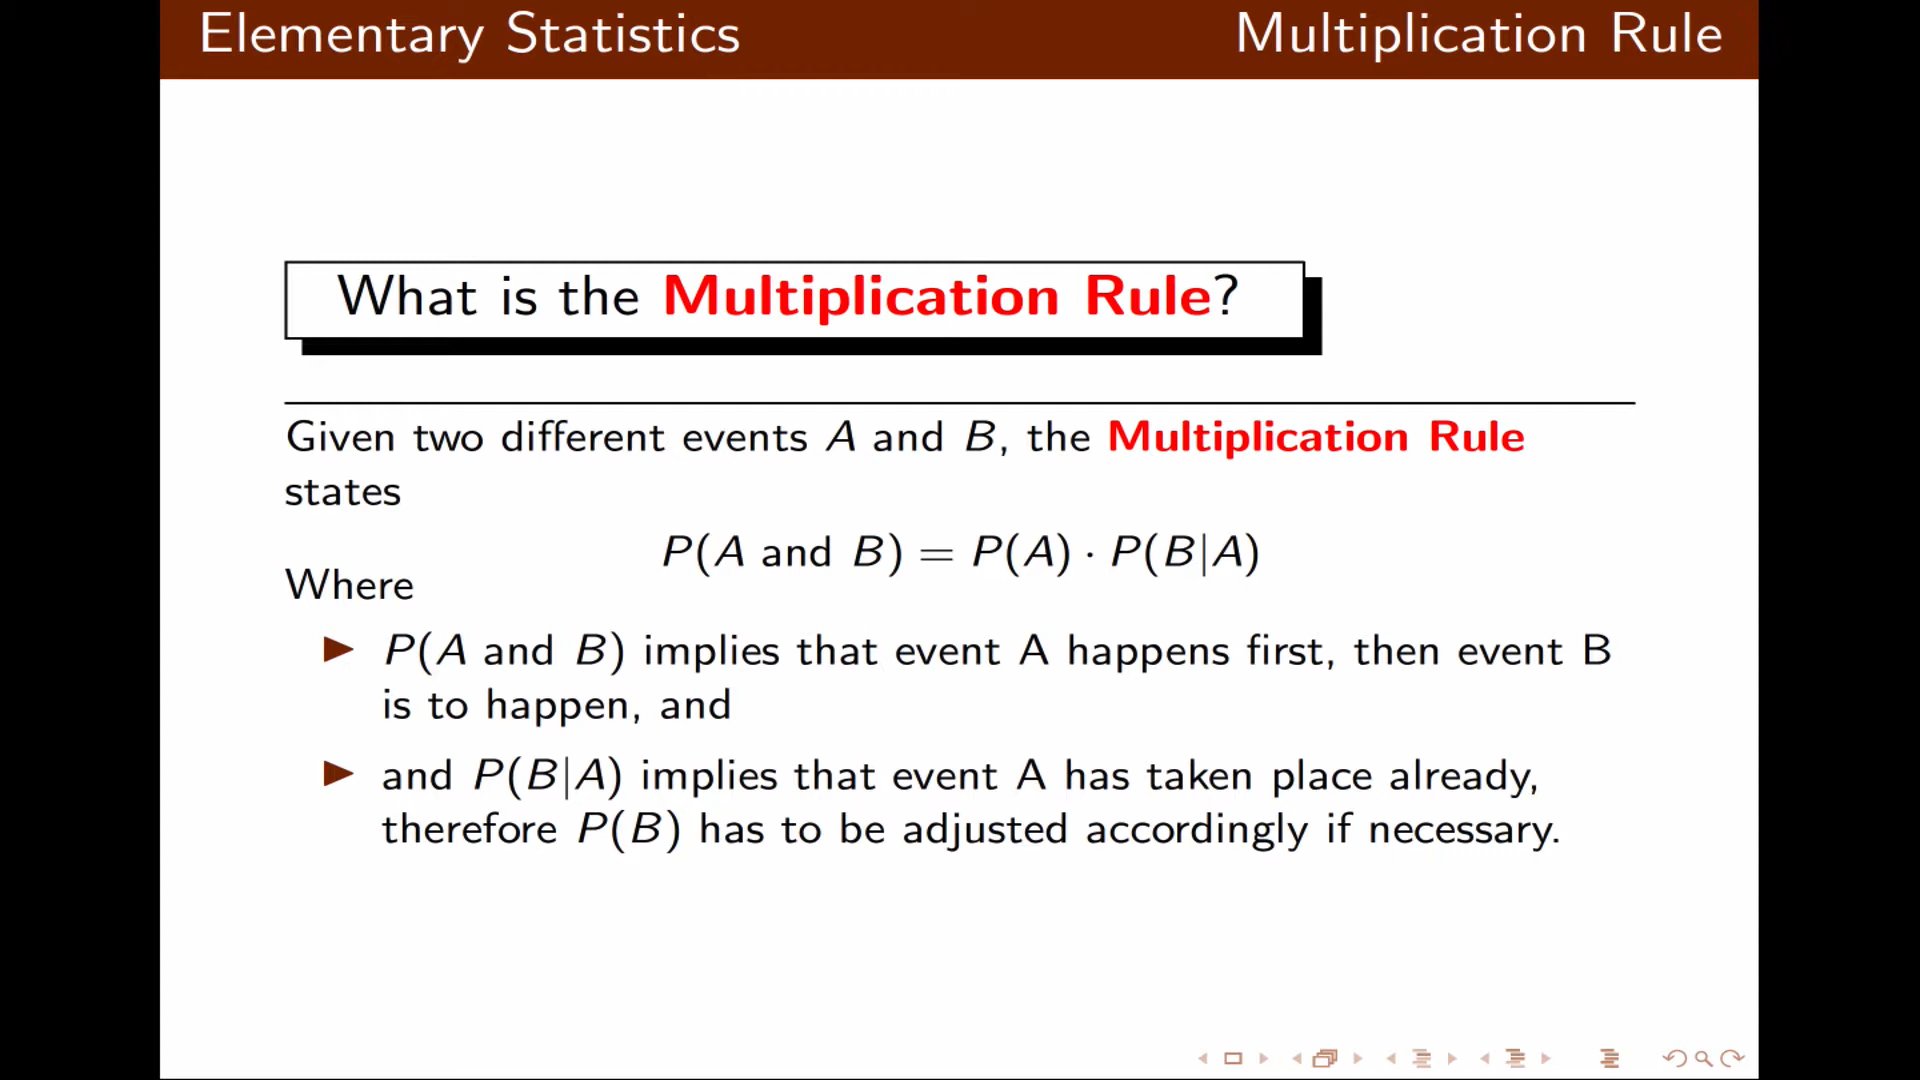 Elementary Statistics Multiplication Rule
What is the Multiplication Rule?
Given two different events A and B, the Multiplication Rule
states
P(A and B) = P(A) · P(B|A)
Where
P(A and B) implies that event A happens first, then event B
is to happen, and
and P(B|A) implies that event A has taken place already,
therefore P(B) has to be adjusted accordingly if necessary.